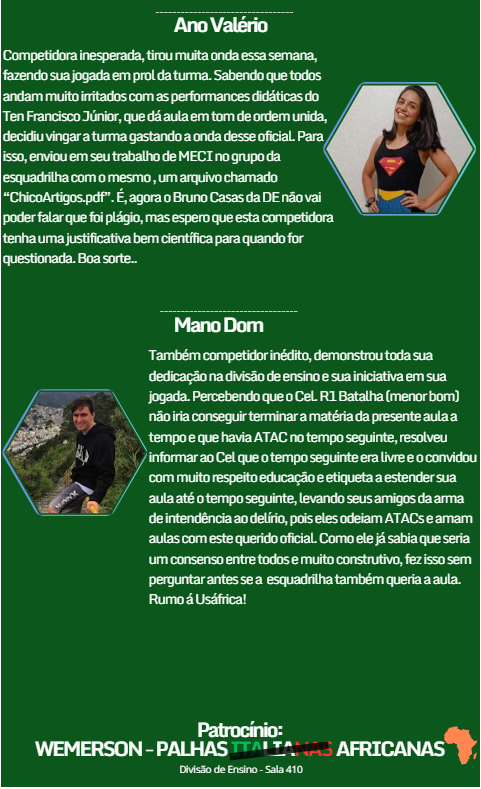 Ano Valério
Competidora inesperada, tirou muita onda essa semana,
fazendo sua jogada em prol da turma. Sabendo que todos
andam muito irritados com as performances didáticas do
Ten Francisco Júnior, que dá aula em tom de ordem unida,
decidiu vingar a turma gastando a onda desse oficial. Para
isso, enviou em seu trabalho de MECI no grupo da
esquadrilha com o mesmo , um arquivo chamado
“ChicoArtigos.pdf”. É, agora o Bruno Casas da DE não vai
poder falar que foi plágio, mas espero que esta competidora
tenha uma justificativa bem científica para quando for
questionada. Boa sorte..
Mano Dom
Também competidor inédito, demonstrou toda sua
dedicação na divisão de ensino e sua iniciativa em sua
jogada. Percebendo que o Cel. R1 Batalha (menor bom)
não iria conseguir terminar a matéria da presente aula a
tempo e que havia ATAC no tempo seguinte, resolveu
informar ao Cel que o tempo seguinte era livre e o convidou
com muito respeito educação e etiqueta a estender sua
aula até o tempo seguinte, levando seus amigos da arma
de intendência ao delírio, pois eles odeiam ATACs e amam
aulas com este querido oficial. Como ele já sabia que seria
um consenso entre todos e muito construtivo, fez isso sem
perguntar antes se a esquadrilha também queria a aula.
Rumo á Usáfrica!
Patrocínio:
WEMERSON - PALHAS ITALIANAS AFRICANAS
Divisão de Ensino - Sala 410